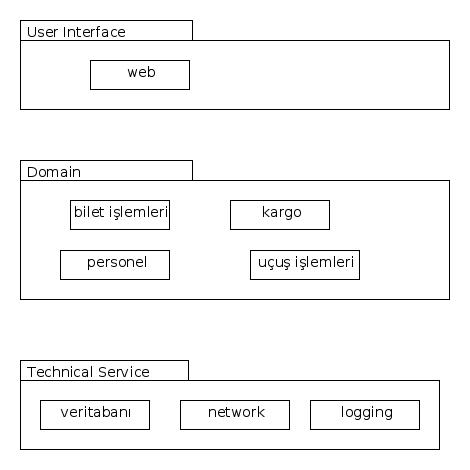 User Interface
web
Domain
bilet işlemleri
kargo
personel
uçuş işlemleri
Technical Service
veritabanı
network
logging